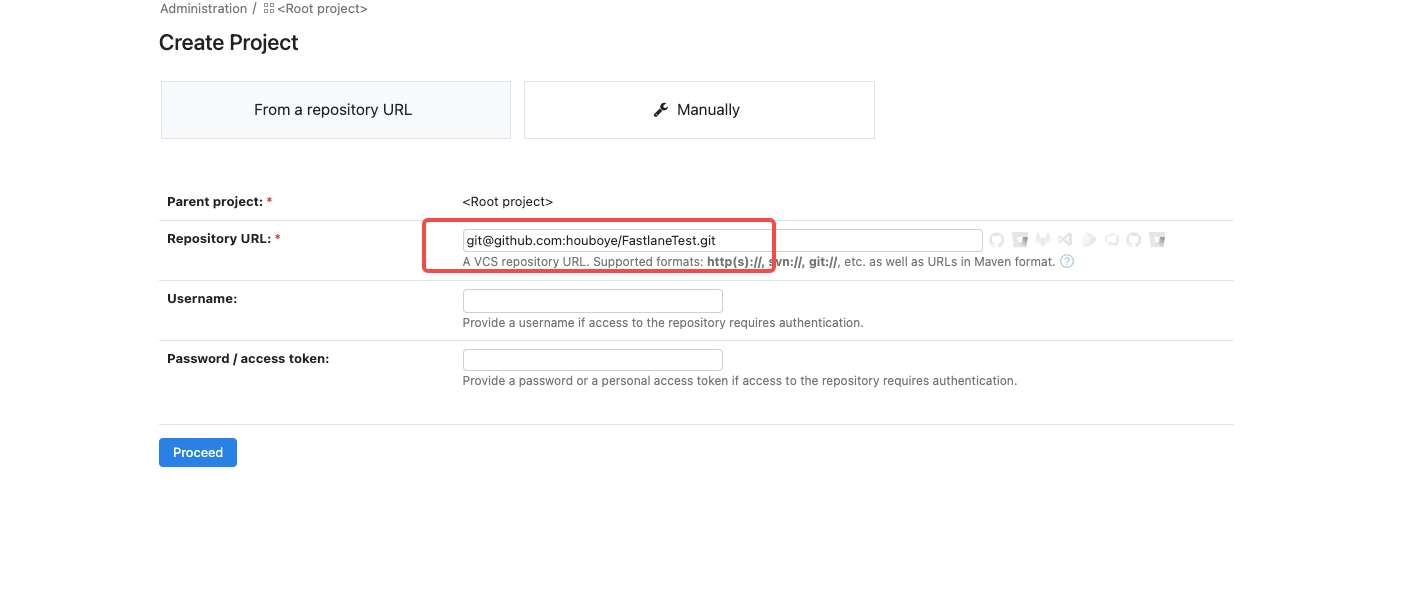 Administration / <Root project>
Create Project
From a repository URL
Manually
Parent project: * <Root project>
Repository URL: * git@github.com:houboye/FastlaneTest.git
A VCS repository URL. Supported formats: http(s)://, svn://, git://, etc. as well as URLs in Maven format. ?
Username:
Provide a username if access to the repository requires authentication.
Password / access token:
Provide a password or a personal access token if access to the repository requires authentication.
Proceed